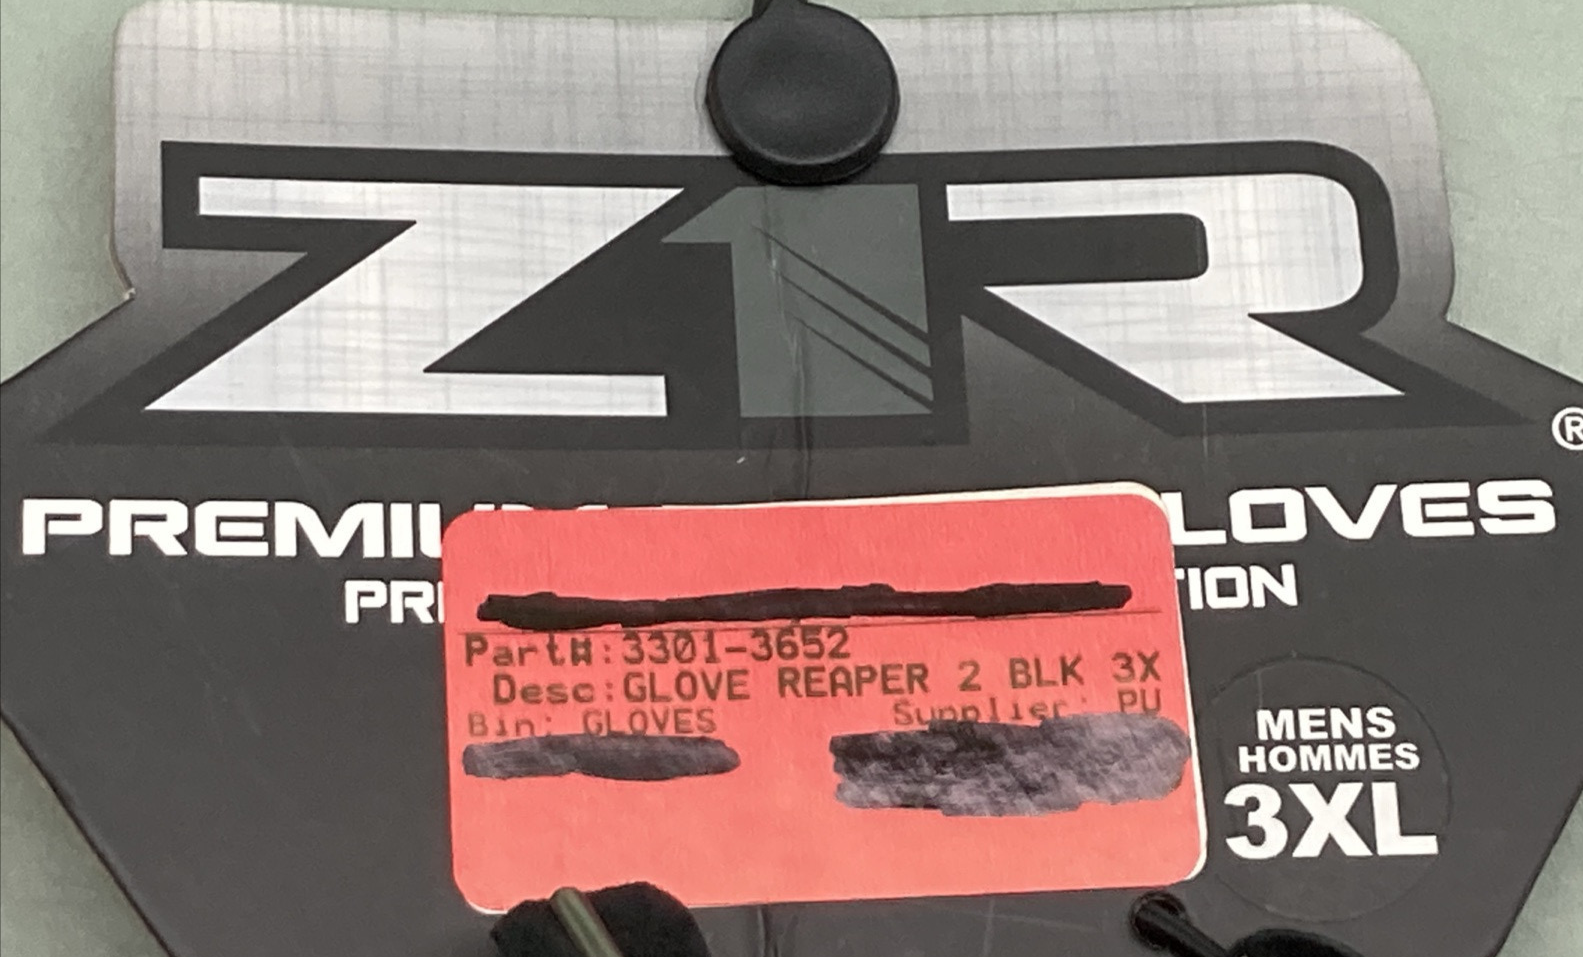 Z1R
®
PREMIU LOVES
PR TION
Part#:3301-3652
Desc:GLOVE REAPER 2 BLK 3X
Bin: GLOVES Supplier: PU
MENS
HOMMES
3XL